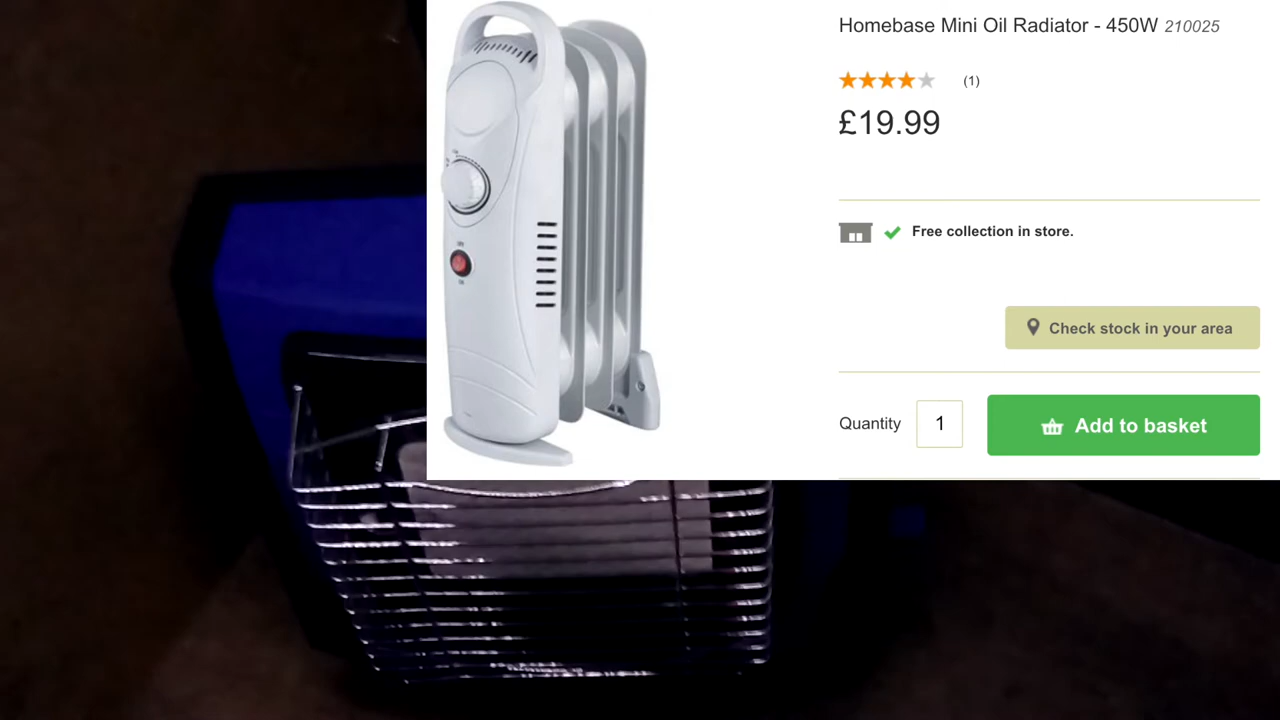 Homebase Mini Oil Radiator - 450W 210025
(1)
£19.99
Free collection in store.
Check stock in your area
Quantity 1
Add to basket